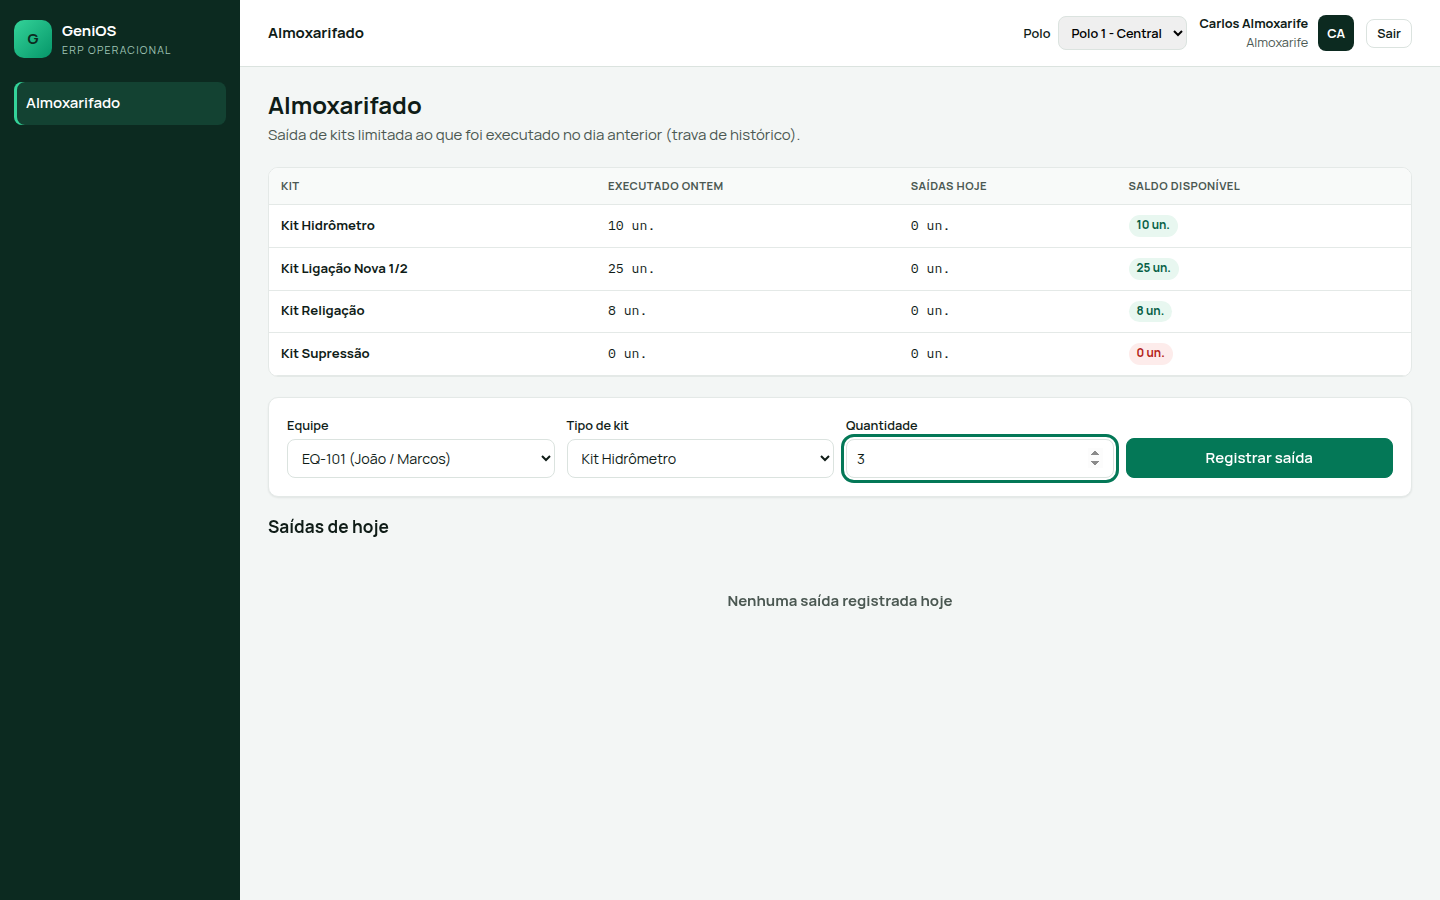 G
GeniOS
ERP OPERACIONAL
Almoxarifado
Almoxarifado
Polo
Polo 1 - Central
Carlos Almoxarife
Almoxarife
CA
Sair
Almoxarifado
Saída de kits limitada ao que foi executado no dia anterior (trava de histórico).
KIT EXECUTADO ONTEM SAÍDAS HOJE SALDO DISPONÍVEL
Kit Hidrômetro 10 un. 0 un. 10 un.
Kit Ligação Nova 1/2 25 un. 0 un. 25 un.
Kit Religação 8 un. 0 un. 8 un.
Kit Supressão 0 un. 0 un. 0 un.
Equipe Tipo de kit Quantidade
EQ-101 (João / Marcos) Kit Hidrômetro 3 Registrar saída
Saídas de hoje
Nenhuma saída registrada hoje